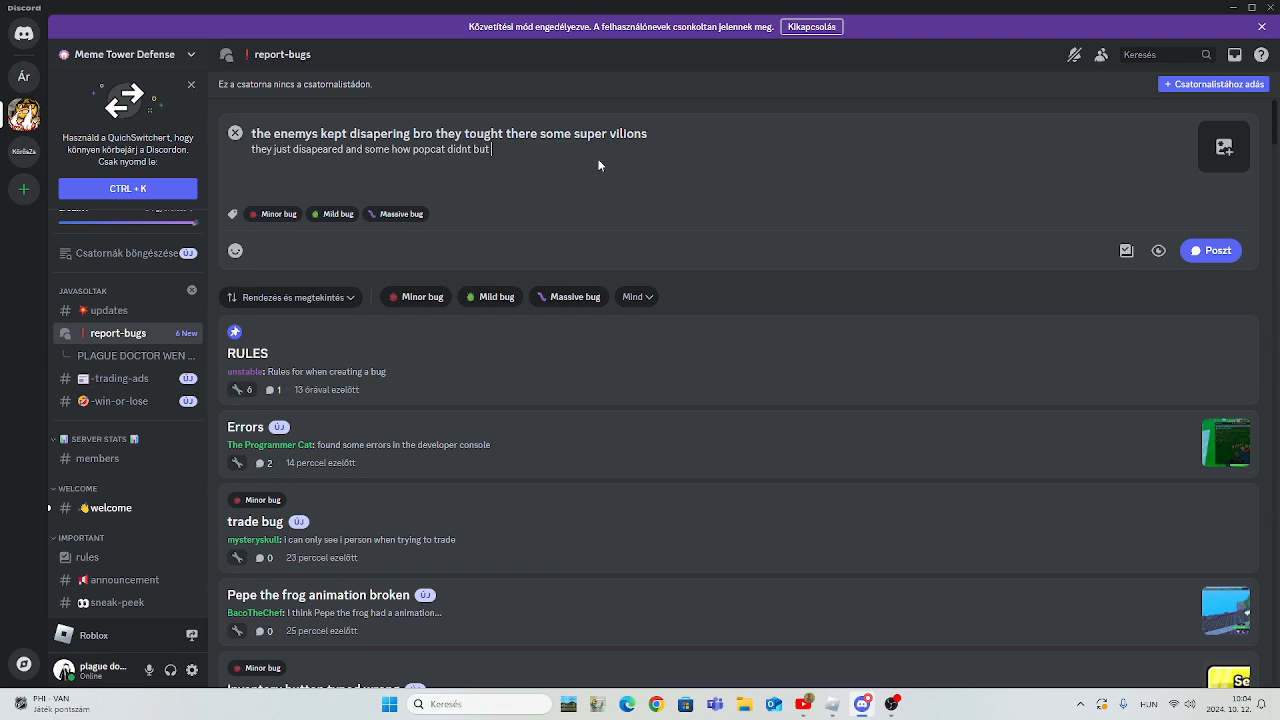 Discord
Közvetítési mód engedélyezve. A felhasználónevek csonkoltan jelennek meg.
Kikapcsolás
Meme Tower Defense
report-bugs
Keresés
Ez a csatorna nincs a csatornalistádon.
+ Csatornalistához adás
Ár
KörözSz
Használd a QuickSwitchert, hogy
könnyen körbejárj a Discordon.
Csak nyomd le:
CTRL + K
the enemys kept disapering bro they tought there some super vilions
they just disapeared and some how popcat didnt but
Minor bug
Mild bug
Massive bug
Poszt
Csatornák böngészése
ÚJ
JAVASOLTAK
updates
report-bugs
6 New
PLAGUE DOCTOR WEN ...
-trading-ads
ÚJ
-win-or-lose
ÚJ
SERVER STATS
members
WELCOME
welcome
IMPORTANT
rules
announcement
sneak-peek
Roblox
plague do...
Online
Rendezés és megtekintés
Minor bug
Mild bug
Massive bug
Mind
RULES
unstable: Rules for when creating a bug
6
1
13 órával ezelőtt
Errors ÚJ
The Programmer Cat: found some errors in the developer console
2
14 perccel ezelőtt
Minor bug
trade bug ÚJ
mysteryskull: i can only see i person when trying to trade
0
23 perccel ezelőtt
Pepe the frog animation broken ÚJ
BacoTheChef: I think Pepe the frog had a animation...
0
25 perccel ezelőtt
Minor bug
Se
PHI - VAN
Játék pontszám
Keresés
HUN
10:04
2024. 10. 12.